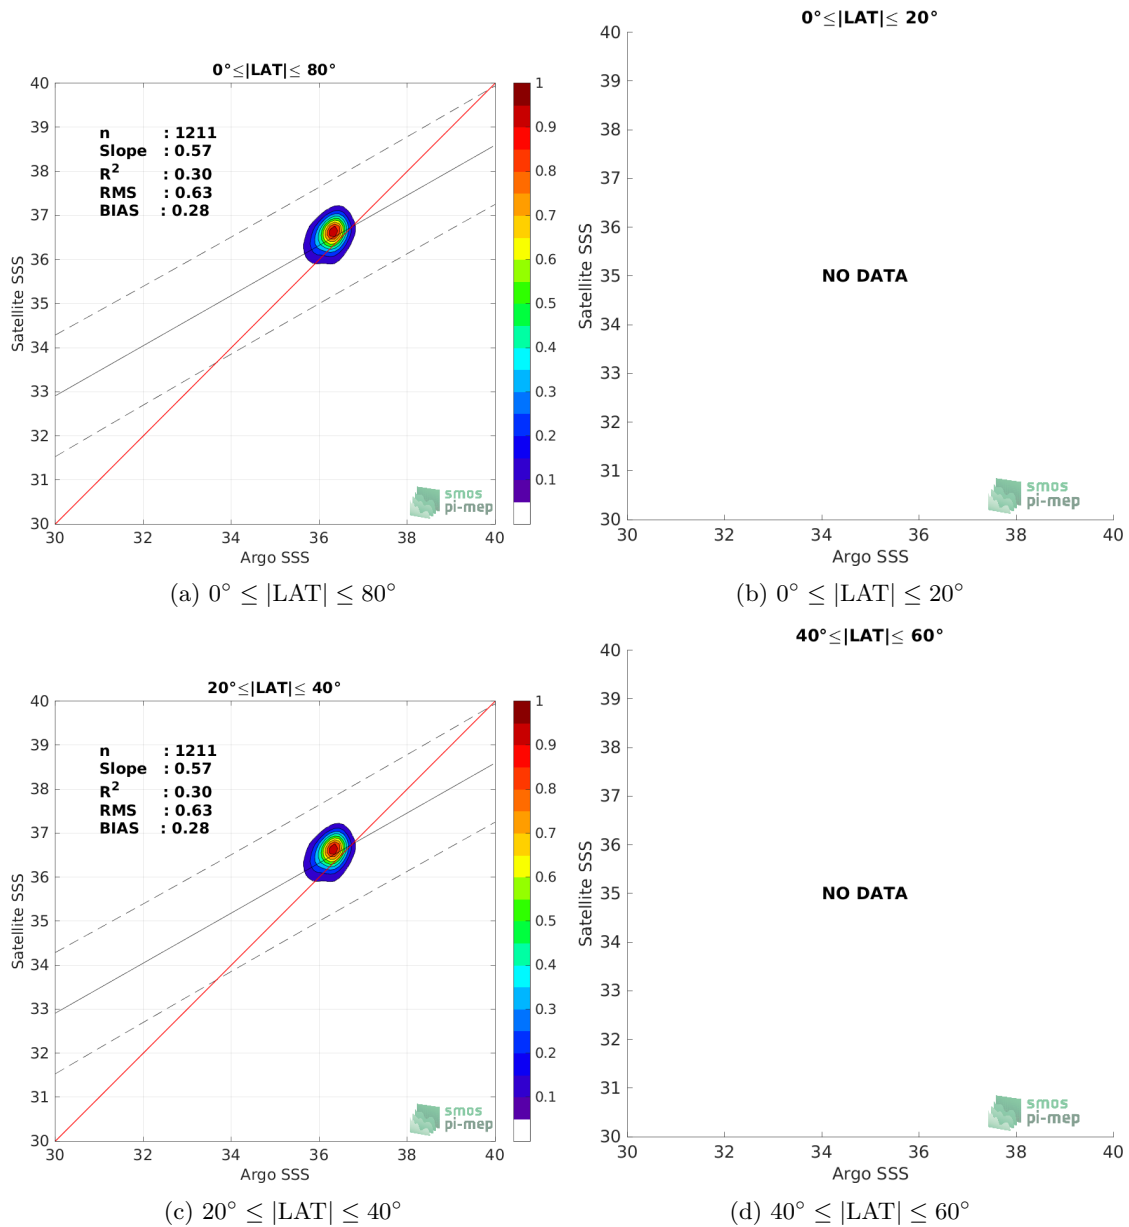 0°≤|LAT|≤ 80°
40
39
38
37
36
35
34
33
32
31
30
Satellite SSS
n : 1211
Slope : 0.57
R² : 0.30
RMS : 0.63
BIAS : 0.28
smos
pi-mep
30 32 34 36 38 40
Argo SSS
1
0.9
0.8
0.7
0.6
0.5
0.4
0.3
0.2
0.1
(a) 0° ≤ |LAT| ≤ 80°
0°≤|LAT|≤ 20°
40
39
38
37
36
35
34
33
32
31
30
Satellite SSS
NO DATA
smos
pi-mep
30 32 34 36 38 40
Argo SSS
(b) 0° ≤ |LAT| ≤ 20°
20°≤|LAT|≤ 40°
40
39
38
37
36
35
34
33
32
31
30
Satellite SSS
n : 1211
Slope : 0.57
R² : 0.30
RMS : 0.63
BIAS : 0.28
smos
pi-mep
30 32 34 36 38 40
Argo SSS
1
0.9
0.8
0.7
0.6
0.5
0.4
0.3
0.2
0.1
(c) 20° ≤ |LAT| ≤ 40°
40°≤|LAT|≤ 60°
40
39
38
37
36
35
34
33
32
31
30
Satellite SSS
NO DATA
smos
pi-mep
30 32 34 36 38 40
Argo SSS
(d) 40° ≤ |LAT| ≤ 60°